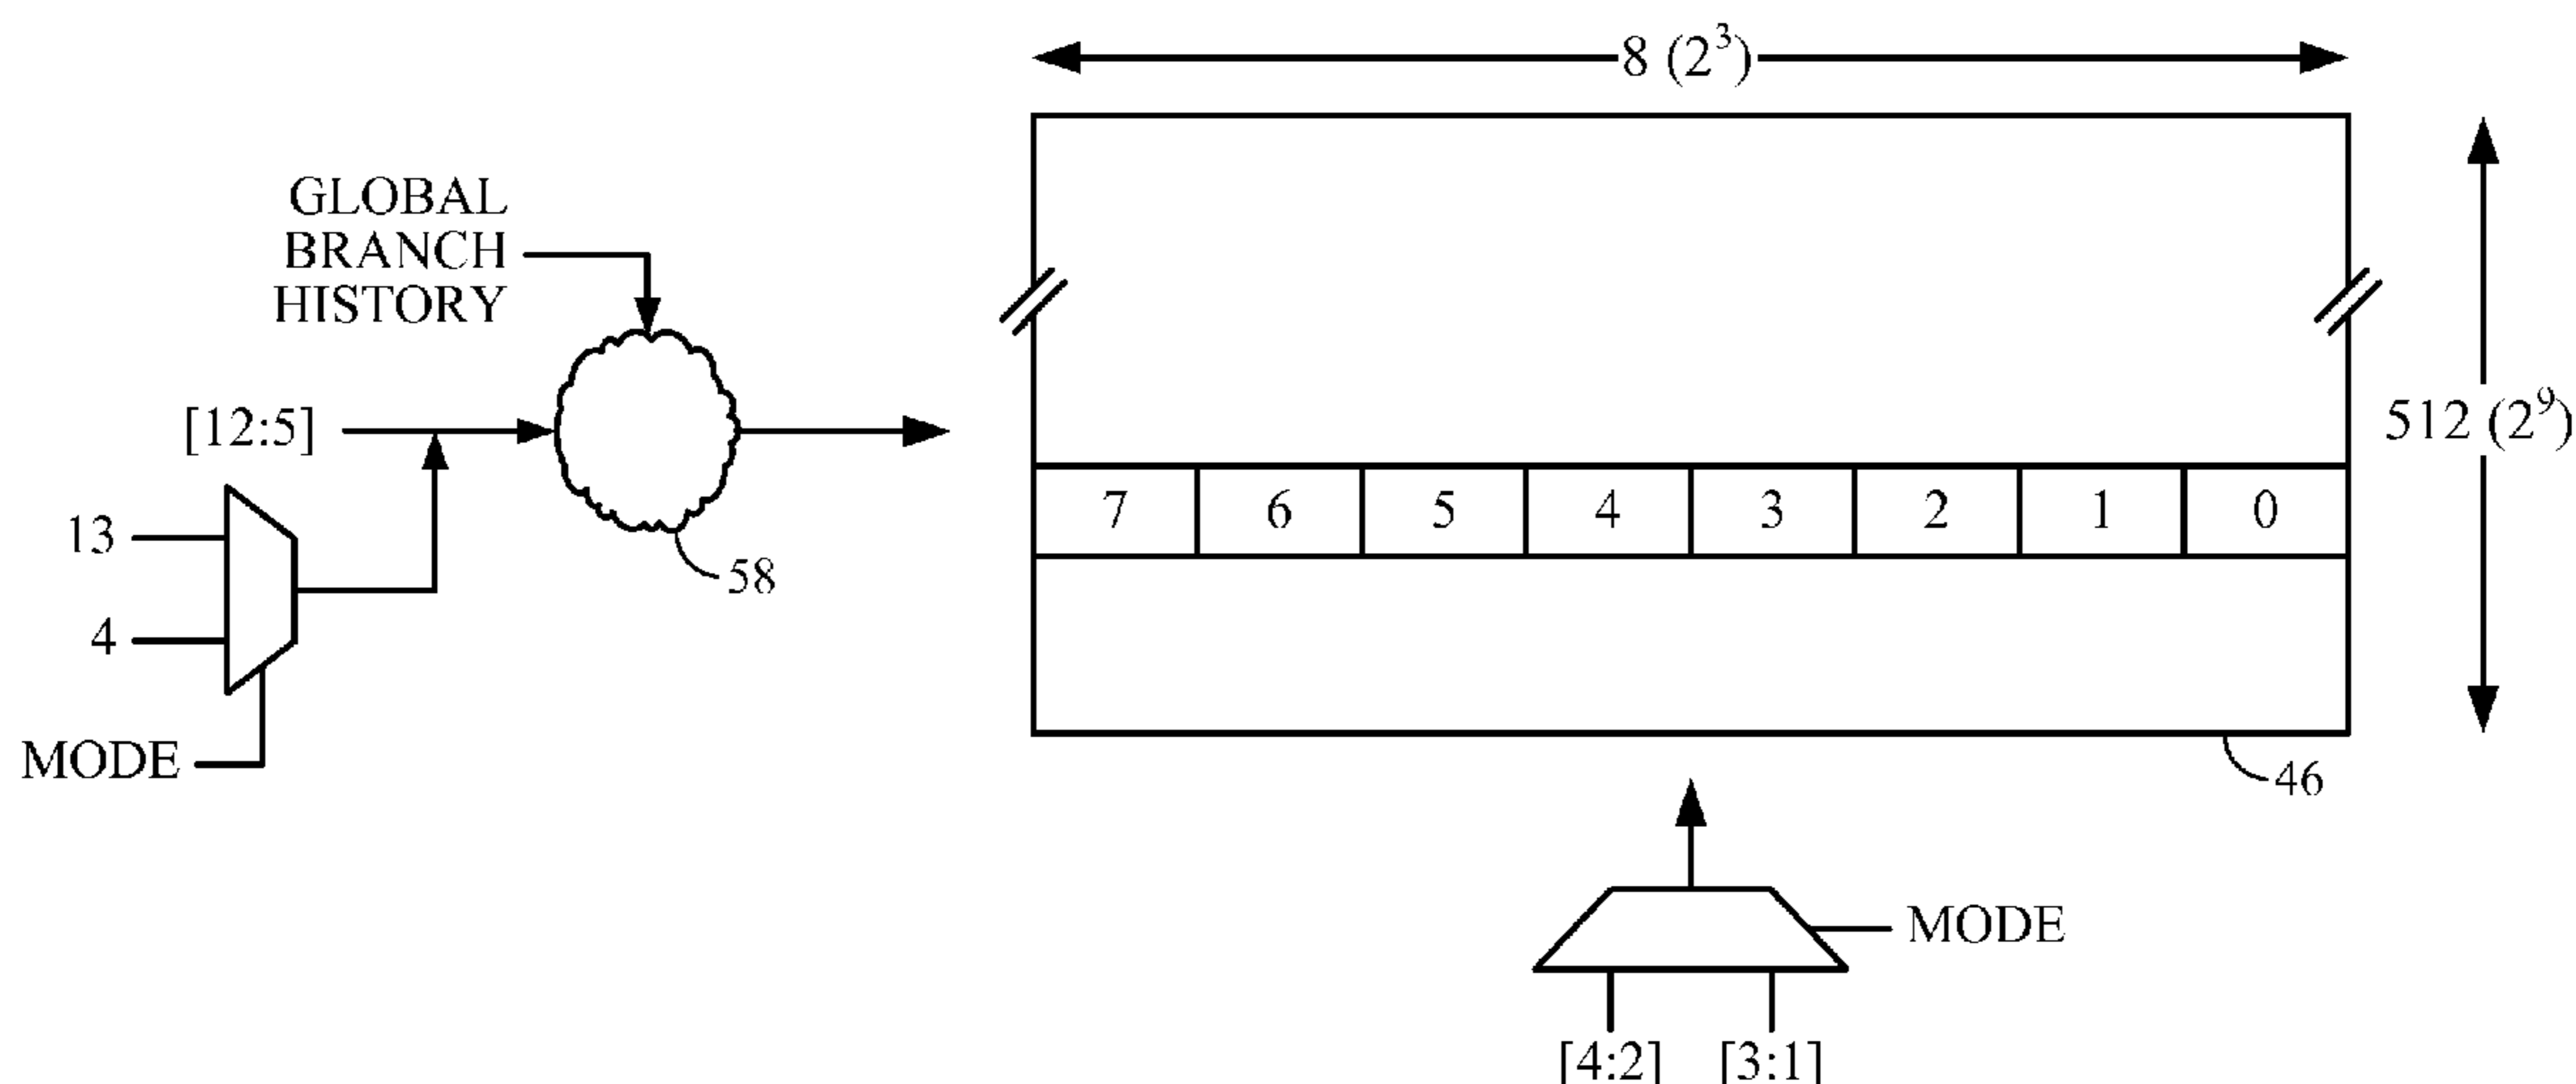 8 (2³)
GLOBAL
BRANCH
HISTORY
[12:5]
512 (2⁹)
13
7 6 5 4 3 2 1 0
58
4
MODE
46
MODE
[4:2] [3:1]